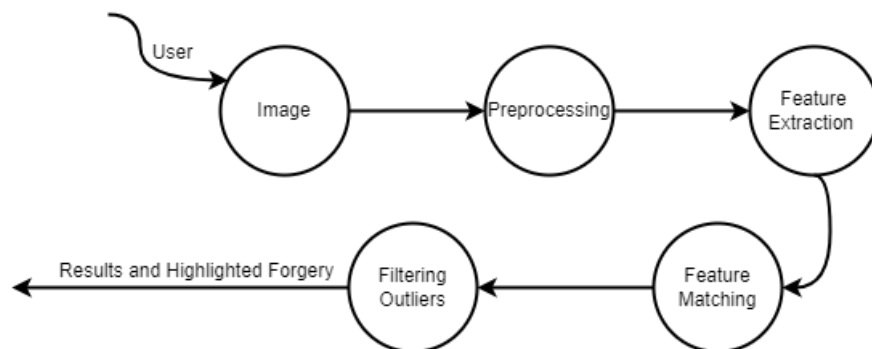 User
Image
Preprocessing
Feature
Extraction
Feature
Matching
Filtering
Outliers
Results and Highlighted Forgery